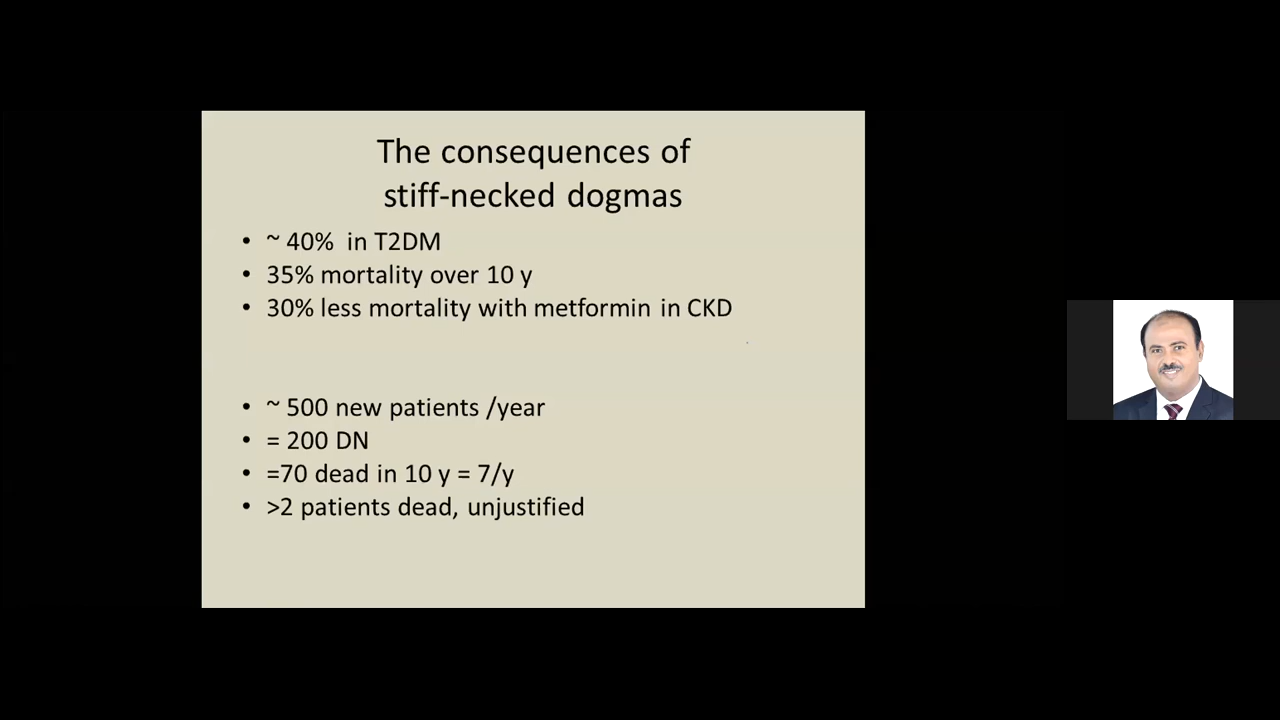 The consequences of
stiff-necked dogmas
• ~ 40%  in T2DM
• 35% mortality over 10 y
• 30% less mortality with metformin in CKD
• ~ 500 new patients /year
• = 200 DN
• =70 dead in 10 y = 7/y
• >2 patients dead, unjustified